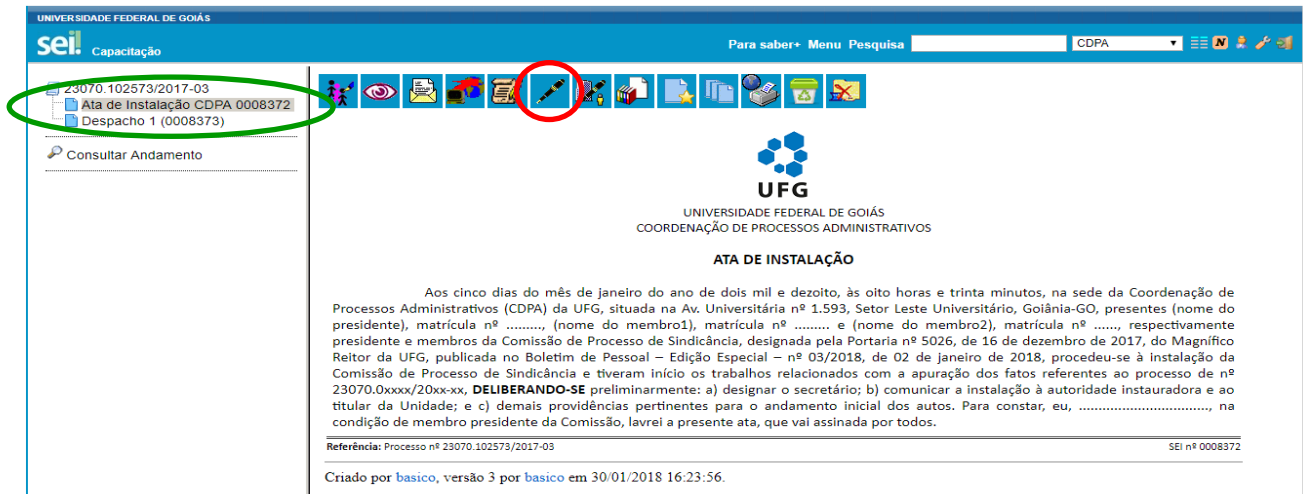 UNIVERSIDADE FEDERAL DE GOIÁS
sei! Capacitação
Para saber+ Menu Pesquisa
CDPA
N
23070.102573/2017-03
Ata de Instalação CDPA 0008372
Despacho 1 (0008373)
Consultar Andamento
UFG
UNIVERSIDADE FEDERAL DE GOIÁS
COORDENAÇÃO DE PROCESSOS ADMINISTRATIVOS
ATA DE INSTALAÇÃO
Aos cinco dias do mês de janeiro do ano de dois mil e dezoito, às oito horas e trinta minutos, na sede da Coordenação de
Processos Administrativos (CDPA) da UFG, situada na Av. Universitária nº 1.593, Setor Leste Universitário, Goiânia-GO, presentes (nome do
presidente), matrícula nº ........., (nome do membro1), matrícula nº ......... e (nome do membro2), matrícula nº ......, respectivamente
presidente e membros da Comissão de Processo de Sindicância, designada pela Portaria nº 5026, de 16 de dezembro de 2017, do Magnífico
Reitor da UFG, publicada no Boletim de Pessoal – Edição Especial – nº 03/2018, de 02 de janeiro de 2018, procedeu-se à instalação da
Comissão de Processo de Sindicância e tiveram início os trabalhos relacionados com a apuração dos fatos referentes ao processo de nº
23070.0xxxx/20xx-xx, DELIBERANDO-SE preliminarmente: a) designar o secretário; b) comunicar a instalação à autoridade instauradora e ao
titular da Unidade; e c) demais providências pertinentes para o andamento inicial dos autos. Para constar, eu, ................................, na
condição de membro presidente da Comissão, lavrei a presente ata, que vai assinada por todos.
Referência: Processo nº 23070.102573/2017-03
SEI nº 0008372
Criado por basico, versão 3 por basico em 30/01/2018 16:23:56.